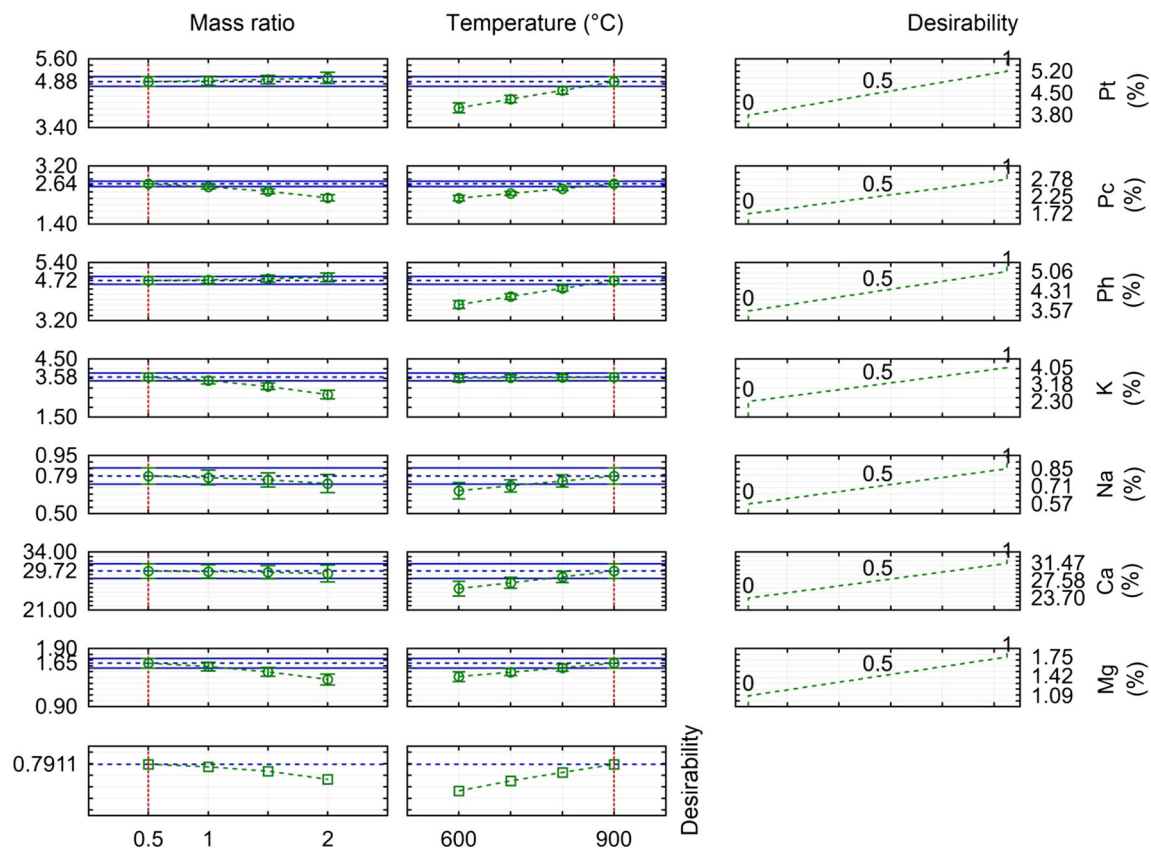 Mass ratio Temperature (°C) Desirability
5.60
4.88
3.40
0 0.5 1
5.20
4.50
3.80
Pt (%)
3.20
2.64
1.40
0 0.5 1
2.78
2.25
1.72
Pc (%)
5.40
4.72
3.20
0 0.5 1
5.06
4.31
3.57
Ph (%)
4.50
3.58
1.50
0 0.5 1
4.05
3.18
2.30
K (%)
0.95
0.79
0.50
0 0.5 1
0.85
0.71
0.57
Na (%)
34.00
29.72
21.00
0 0.5 1
31.47
27.58
23.70
Ca (%)
1.90
1.65
0.90
0 0.5 1
1.75
1.42
1.09
Mg (%)
0.7911
Desirability
0.5 1 2 600 900